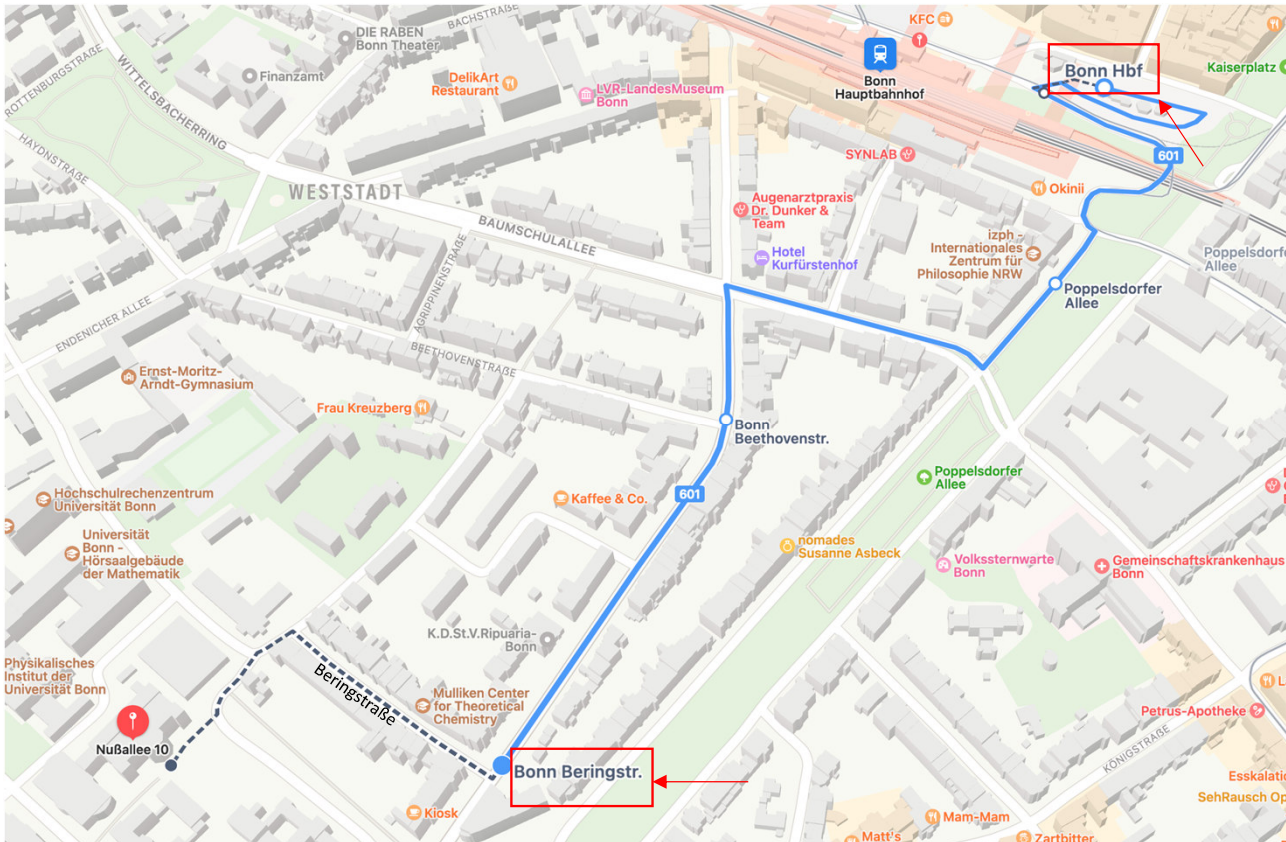 BACHSTRASSE
DIE RABEN
Bonn Theater
KFC
Bonn Hbf
Kaiserplatz
WITTELSBACHERRING
ROTTENBURGSTRAẞE
Finanzamt
DelikArt
Restaurant
LVR-LandesMuseum
Bonn
Bonn
Hauptbahnhof
HAYDNSTRAẞE
SYNLAB
601
WESTSTADT
Okinii
Augenarztpraxis
Dr. Dunker &
Team
BAUMSCHULALLEE
izph -
Internationales
Zentrum für
Philosophie NRW
Hotel
Kurfürstenhof
Poppelsdorfer
Allee
Poppelsdorfer
Allee
AGRIPPINENSTRAẞE
ENDENICHER ALLEE
BEETHOVENSTRAẞE
Ernst-Moritz-
Arndt-Gymnasium
Frau Kreuzberg
Bonn
Beethovenstr.
Poppelsdorfer
Allee
Hochschulrechenzentrum
Universität Bonn
Kaffee & Co.
601
Universität
Bonn -
Hörsaalgebäude
der Mathematik
nomades
Susanne Asbeck
Volkssternwarte
Bonn
Gemeinschaftskrankenhaus
Bonn
K.D.St.V.Ripuaria-
Bonn
Physikalisches
Institut der
Universität Bonn
Beringstraße
Mulliken Center
for Theoretical
Chemistry
Petrus-Apotheke
Nußallee 10
Bonn Beringstr.
KÖNIGSTRAẞE
Kiosk
Esskalatio
SehRausch Op
Mam-Mam
Matt's
Zartbitter